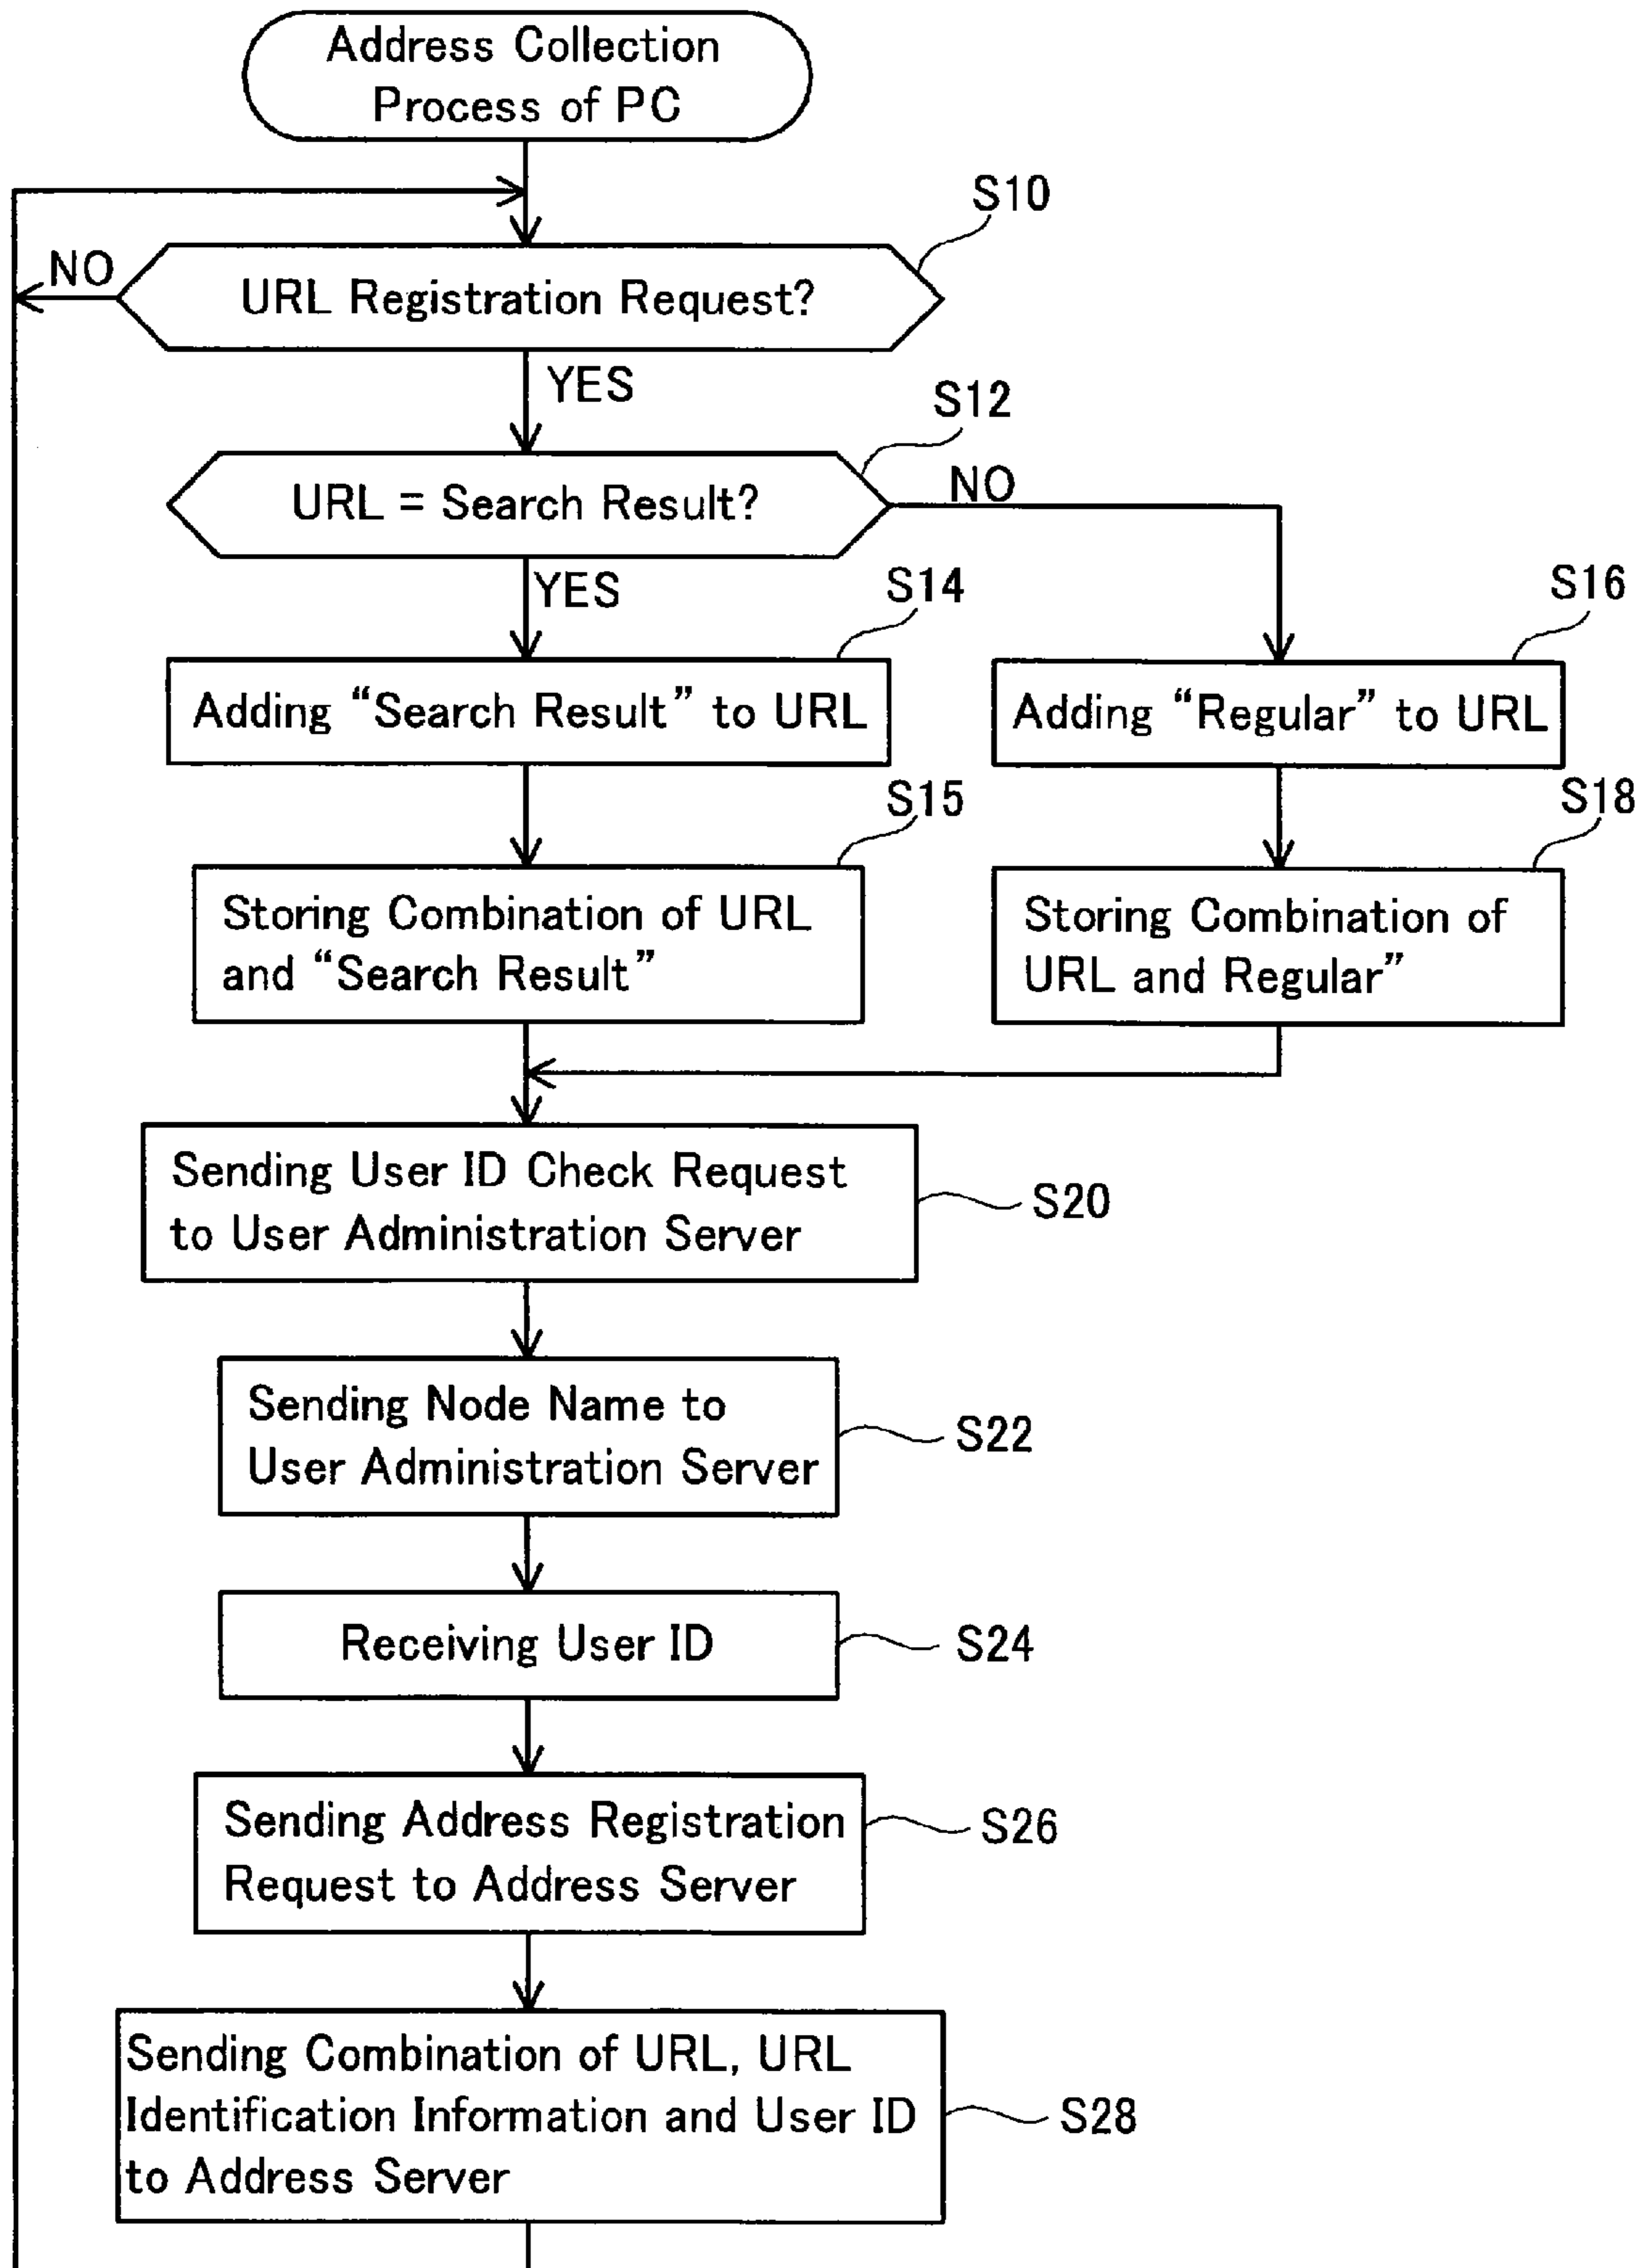 Address Collection
Process of PC
S10
NO
URL Registration Request?
YES
S12
URL = Search Result?
NO
YES
S14
S16
Adding “Search Result” to URL
Adding “Regular” to URL
S15
S18
Storing Combination of URL
and “Search Result”
Storing Combination of
URL and Regular”
Sending User ID Check Request
to User Administration Server
S20
Sending Node Name to
User Administration Server
S22
Receiving User ID
S24
Sending Address Registration
Request to Address Server
S26
Sending Combination of URL, URL
Identification Information and User ID
to Address Server
S28